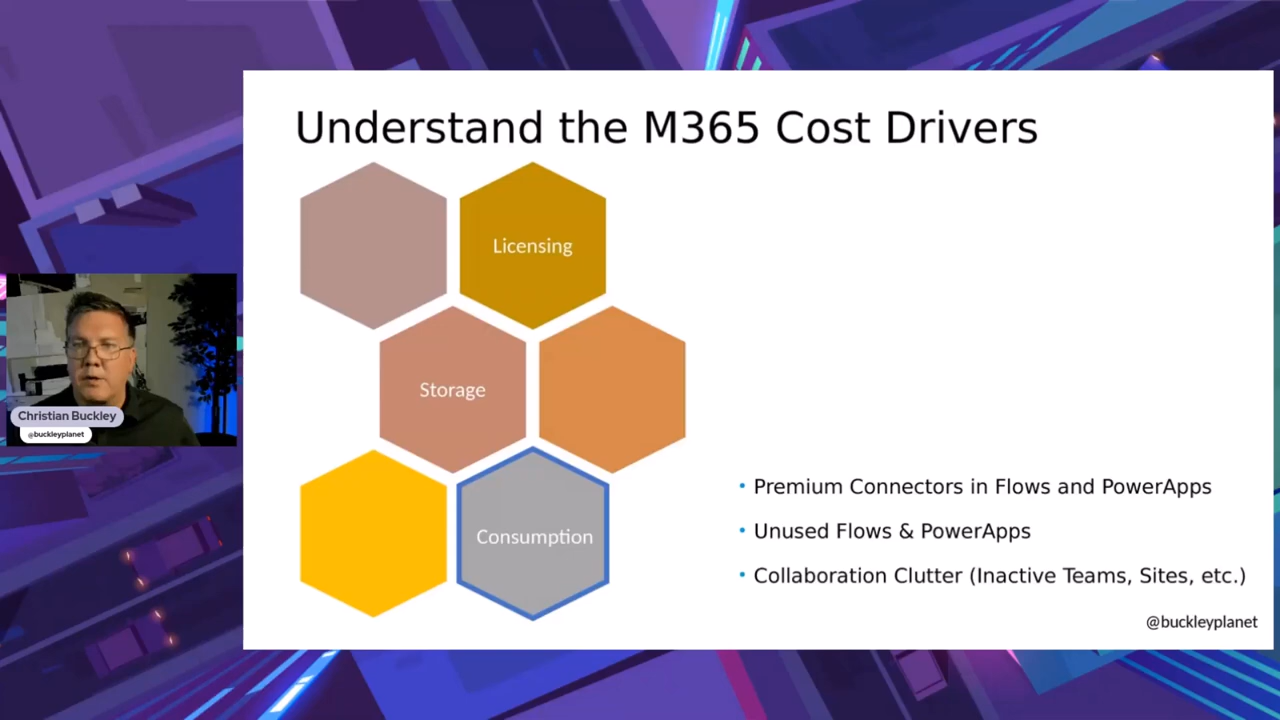 Understand the M365 Cost Drivers
Licensing
Storage
Consumption
• Premium Connectors in Flows and PowerApps
• Unused Flows & PowerApps
• Collaboration Clutter (Inactive Teams, Sites, etc.)
@buckleyplanet
Christian Buckley
@buckleyplanet